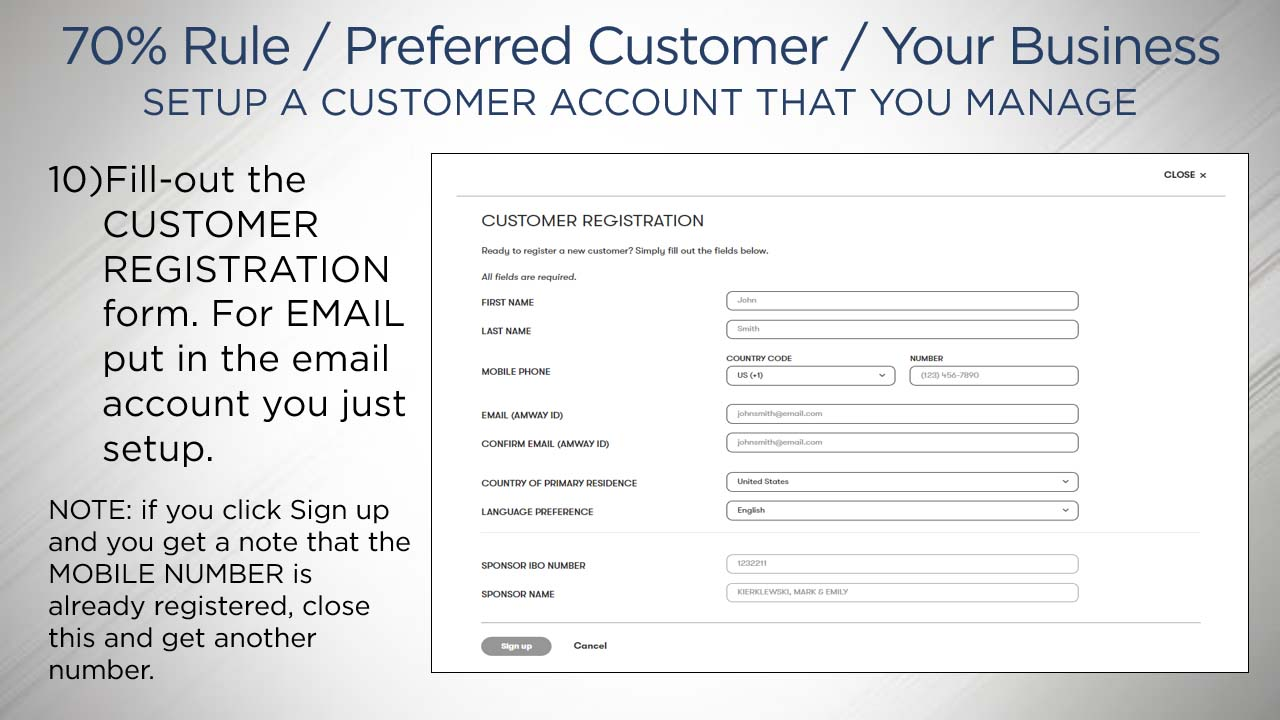 70% Rule / Preferred Customer / Your Business
SETUP A CUSTOMER ACCOUNT THAT YOU MANAGE
10)Fill-out the
CUSTOMER
REGISTRATION
form. For EMAIL
put in the email
account you just
setup.
NOTE: if you click Sign up
and you get a note that the
MOBILE NUMBER is
already registered, close
this and get another
number.
CLOSE ×
CUSTOMER REGISTRATION
Ready to register a new customer? Simply fill out the fields below.
All fields are required.
FIRST NAME John
LAST NAME Smith
COUNTRY CODE NUMBER
MOBILE PHONE US (+1) (123) 456-7890
EMAIL (AMWAY ID) johnsmith@email.com
CONFIRM EMAIL (AMWAY ID) johnsmith@email.com
COUNTRY OF PRIMARY RESIDENCE United States
LANGUAGE PREFERENCE English
SPONSOR IBO NUMBER 1232211
SPONSOR NAME KIERKLEWSKI, MARK & EMILY
Sign up Cancel